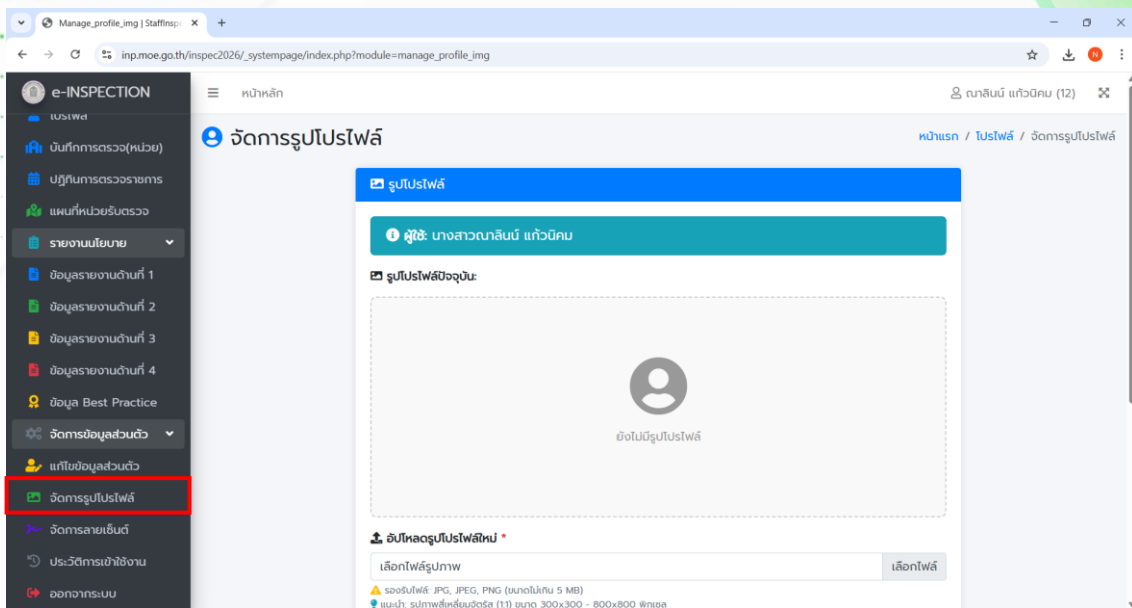 Manage_profile_img | StaffInspe
inp.moe.go.th/inspec2026/_systempage/index.php?module=manage_profile_img
N
e-INSPECTION
หน้าหลัก
ณาลินน์ แก้วนิคม (12)
โปรไฟล์
บันทึกการตรวจ(หน่วย)
ปฏิทินการตรวจราชการ
แผนที่หน่วยรับตรวจ
รายงานนโยบาย
ข้อมูลรายงานด้านที่ 1
ข้อมูลรายงานด้านที่ 2
ข้อมูลรายงานด้านที่ 3
ข้อมูลรายงานด้านที่ 4
ข้อมูล Best Practice
จัดการข้อมูลส่วนตัว
แก้ไขข้อมูลส่วนตัว
จัดการรูปโปรไฟล์
จัดการลายเซ็นต์
ประวัติการเข้าใช้งาน
ออกจากระบบ
จัดการรูปโปรไฟล์
หน้าแรก / โปรไฟล์ / จัดการรูปโปรไฟล์
รูปโปรไฟล์
ผู้ใช้: นางสาวณาลินน์ แก้วนิคม
รูปโปรไฟล์ปัจจุบัน:
ยังไม่มีรูปโปรไฟล์
อัปโหลดรูปโปรไฟล์ใหม่ *
เลือกไฟล์รูปภาพ เลือกไฟล์
รองรับไฟล์: JPG, JPEG, PNG (ขนาดไม่เกิน 5 MB)
แนะนำ: รูปภาพสี่เหลี่ยมจัตุรัส (1:1) ขนาด 300x300 - 800x800 พิกเซล